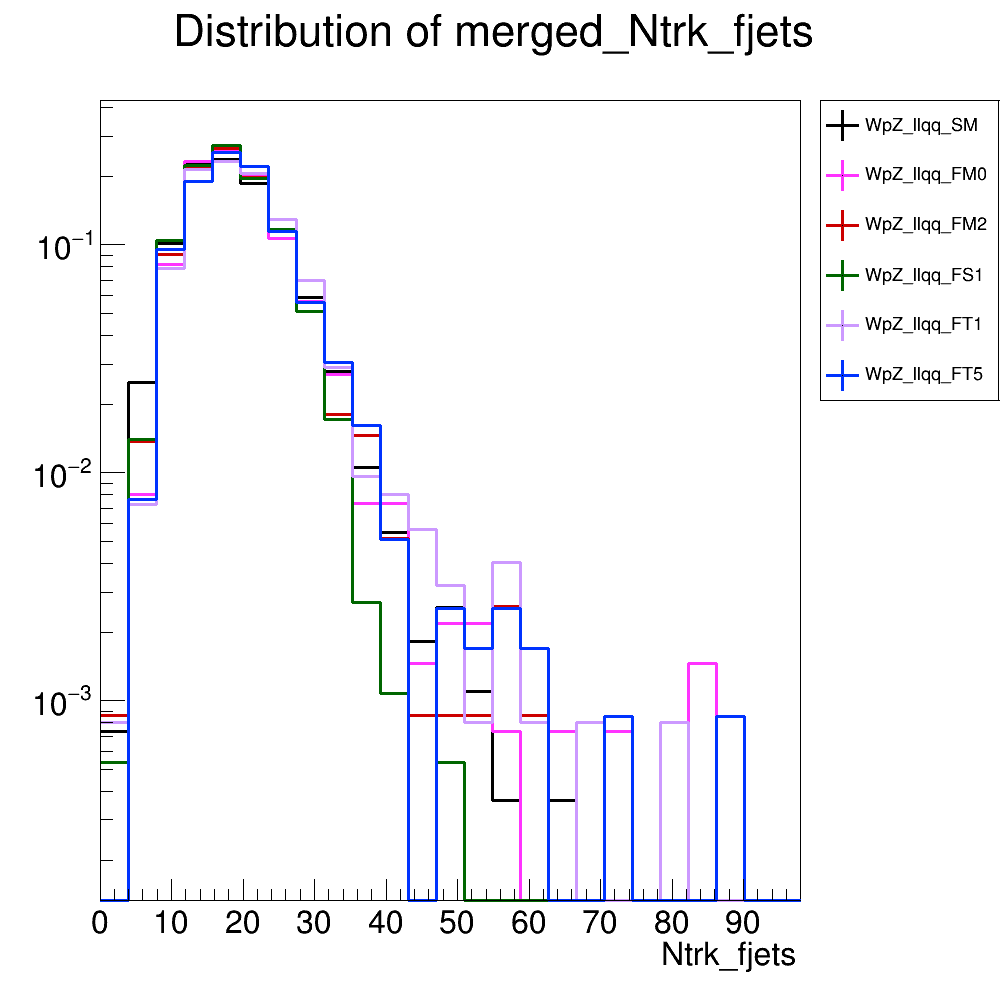 Distribution of merged_Ntrk_fjets
WpZ_llqq_SM
WpZ_llqq_FM0
WpZ_llqq_FM2
WpZ_llqq_FS1
WpZ_llqq_FT1
WpZ_llqq_FT5
10−1
10−2
10−3
0 10 20 30 40 50 60 70 80 90
Ntrk_fjets